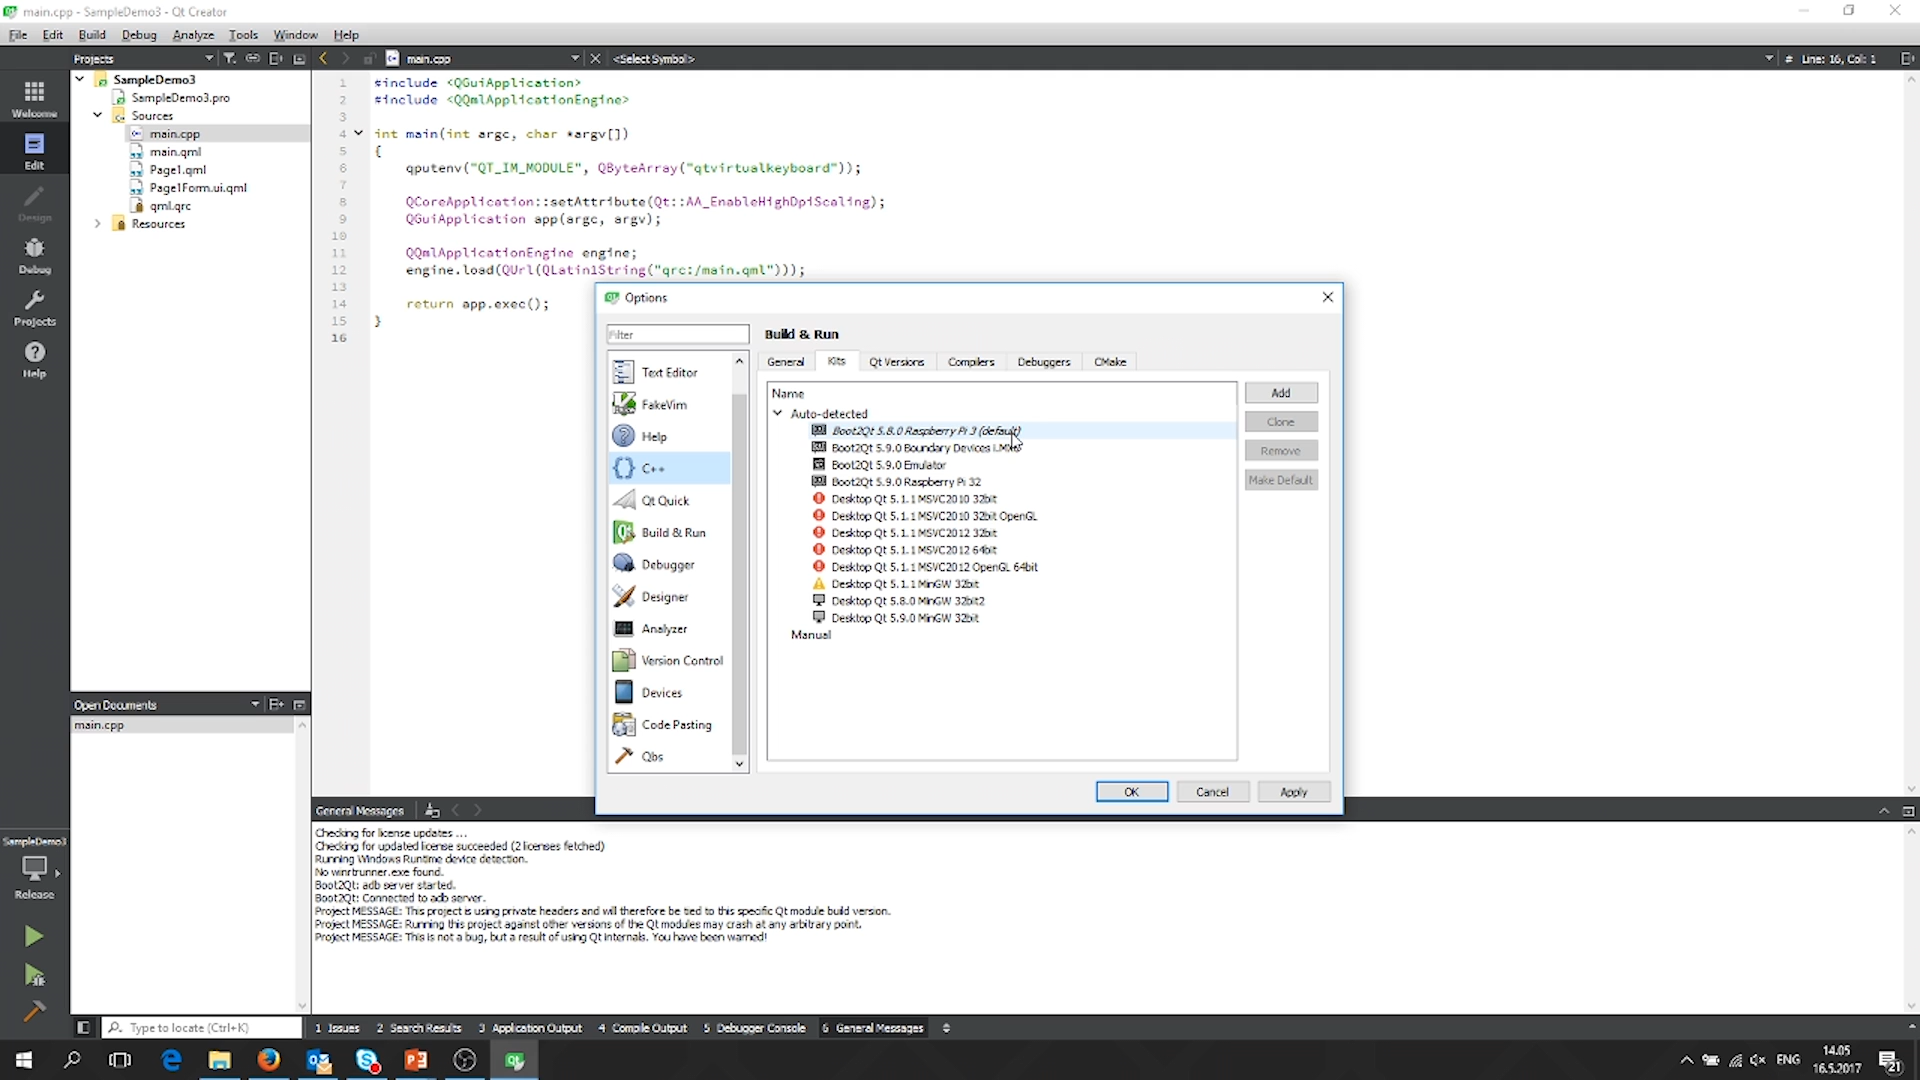 main.cpp - SampleDemo3 - Qt Creator
File Edit Build Debug Analyze Tools Window Help
Projects
main.cpp
<Select Symbol>
# Line: 16, Col: 1
Welcome
Edit
Design
Debug
Projects
Help
SampleDemo3
SampleDemo3.pro
Sources
main.cpp
main.qml
Page1.qml
Page1Form.ui.qml
qml.qrc
Resources
1 #include <QGuiApplication>
2 #include <QQmlApplicationEngine>
3
4 int main(int argc, char *argv[])
5 {
6 qputenv("QT_IM_MODULE", QByteArray("qtvirtualkeyboard"));
7
8 QCoreApplication::setAttribute(Qt::AA_EnableHighDpiScaling);
9 QGuiApplication app(argc, argv);
10
11 QQmlApplicationEngine engine;
12 engine.load(QUrl(QLatin1String("qrc:/main.qml")));
13
14 return app.exec();
15 }
16
Options
Filter
Text Editor
FakeVim
Help
C++
Qt Quick
Build & Run
Debugger
Designer
Analyzer
Version Control
Devices
Code Pasting
Qbs
Build & Run
General Kits Qt Versions Compilers Debuggers CMake
Name
Auto-detected
Boot2Qt 5.8.0 Raspberry Pi 3 (default)
Boot2Qt 5.9.0 Boundary Devices i.MX6
Boot2Qt 5.9.0 Emulator
Boot2Qt 5.9.0 Raspberry Pi 32
Desktop Qt 5.1.1 MSVC2010 32bit
Desktop Qt 5.1.1 MSVC2010 32bit OpenGL
Desktop Qt 5.1.1 MSVC2012 32bit
Desktop Qt 5.1.1 MSVC2012 64bit
Desktop Qt 5.1.1 MSVC2012 OpenGL 64bit
Desktop Qt 5.1.1 MinGW 32bit
Desktop Qt 5.8.0 MinGW 32bit2
Desktop Qt 5.9.0 MinGW 32bit
Manual
Add
Clone
Remove
Make Default
OK Cancel Apply
Open Documents
main.cpp
General Messages
Checking for license updates ...
Checking for updated license succeeded (2 licenses fetched)
Running Windows Runtime device detection.
No winrtrunner.exe found.
Boot2Qt: adb server started.
Boot2Qt: Connected to adb server.
Project MESSAGE: This project is using private headers and will therefore be tied to this specific Qt module build version.
Project MESSAGE: Running this project against other versions of the Qt modules may crash at any arbitrary point.
Project MESSAGE: This is not a bug, but a result of using Qt internals. You have been warned!
SampleDemo3
Release
Type to locate (Ctrl+K)
1 Issues 2 Search Results 3 Application Output 4 Compile Output 5 Debugger Console 6 General Messages
ENG
14.05
16.5.2017
21